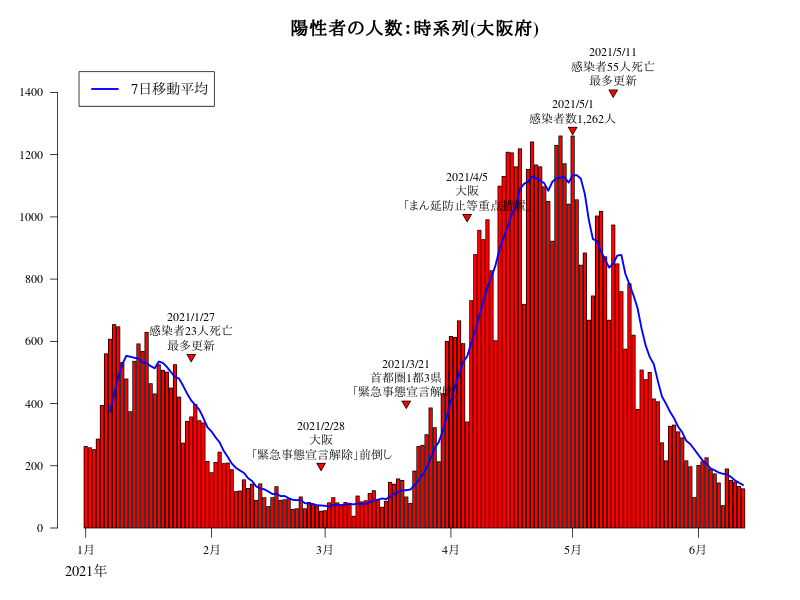 陽性者の人数：時系列(大阪府)
7日移動平均
2021/5/11
感染者55人死亡
最多更新
2021/5/1
感染者数1,262人
2021/4/5
大阪
「まん延防止等重点措置」
2021/1/27
感染者23人死亡
最多更新
2021/3/21
首都圏1都3県
「緊急事態宣言解除」
2021/2/28
大阪
「緊急事態宣言解除」前倒し
1400
1200
1000
800
600
400
200
0
1月
2月
3月
4月
5月
6月
2021年